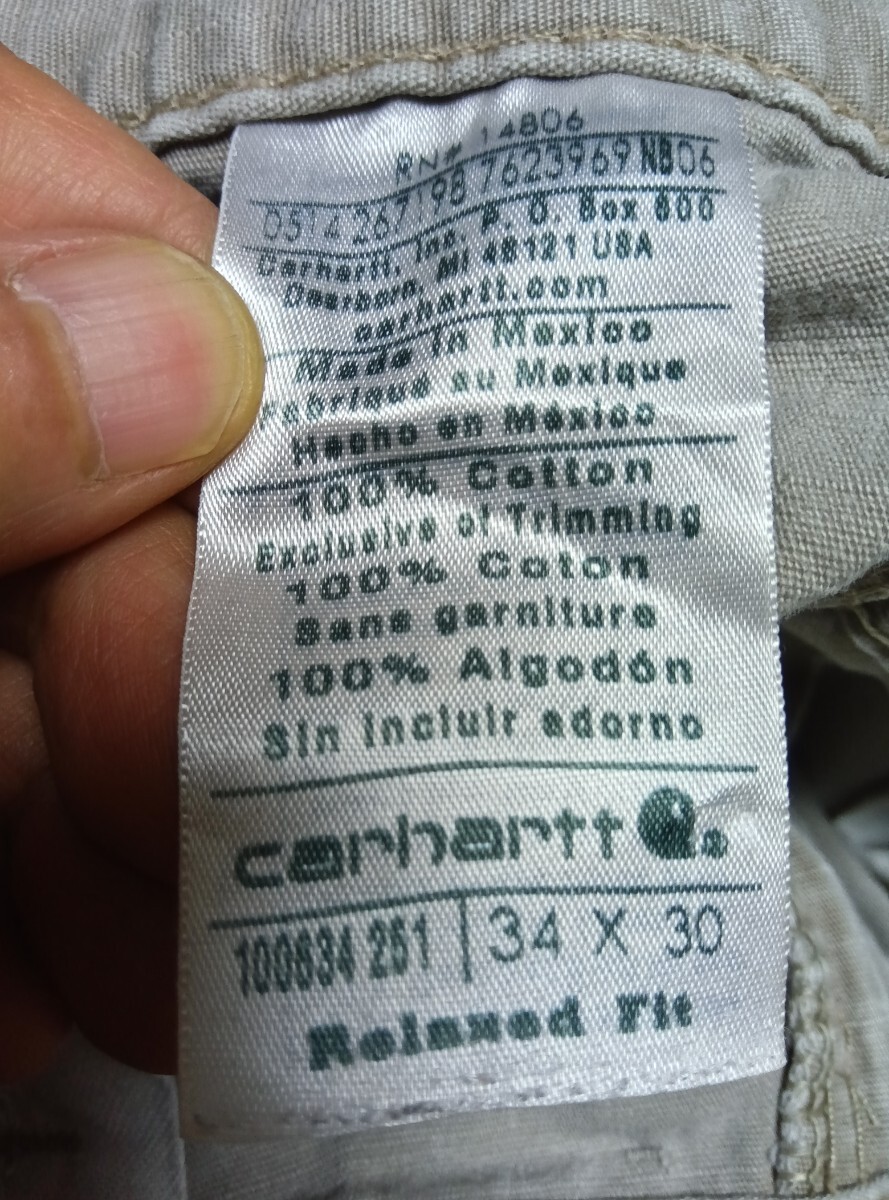 RN# 14806
0514 267198 7623969 NB06
Carhartt, Inc. P. O. Box 600
Dearborn, MI 48121 USA
carhartt.com
Made in Mexico
Fabriqué au Mexique
Hecho en México
100% Cotton
Exclusive of Trimming
100% Coton
Sans garniture
100% Algodón
Sin incluir adorno
carhartt
100634 251 | 34 X 30
Relaxed Fit